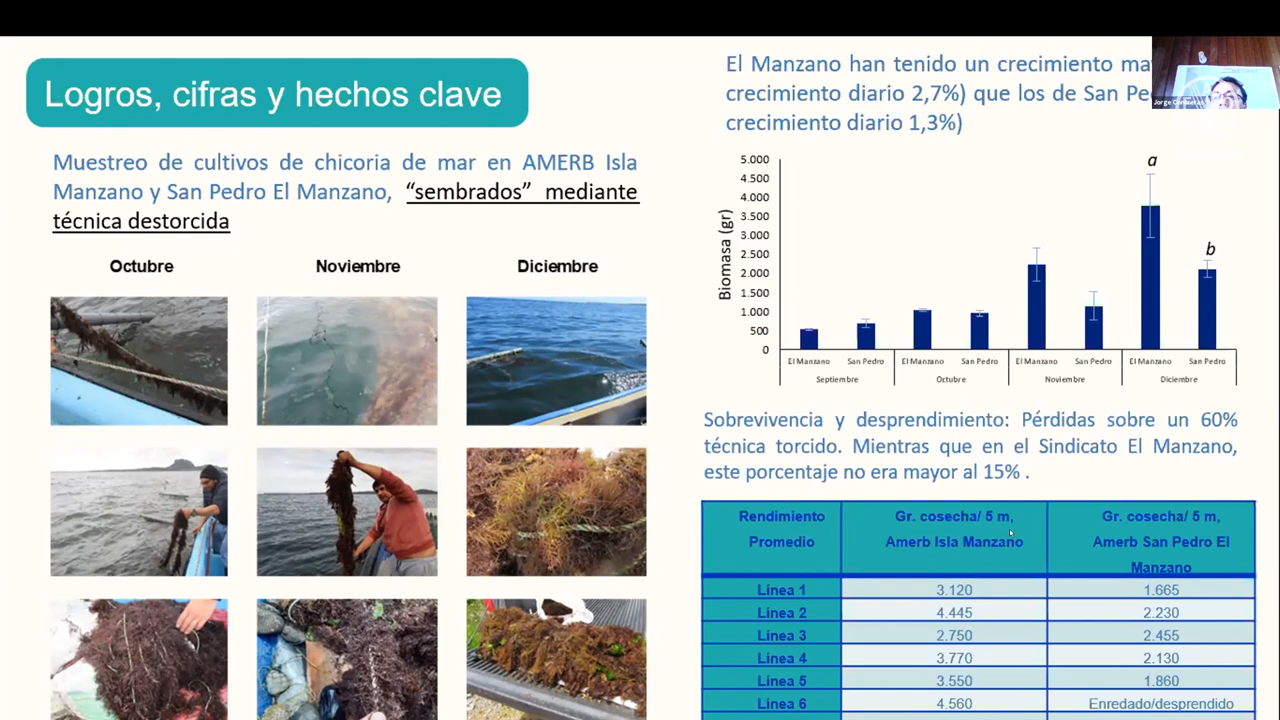 Logros, cifras y hechos clave
Muestreo de cultivos de chicoria de mar en AMERB Isla
Manzano y San Pedro El Manzano, “sembrados” mediante
técnica destorcida
Octubre Noviembre Diciembre
El Manzano han tenido un crecimiento
crecimiento diario 2,7%) que los de San
crecimiento diario 1,3%)
Biomasa (gr)
5.000
4.500
4.000
3.500
3.000
2.500
2.000
1.500
1.000
500
0
a
b
El Manzano San Pedro El Manzano San Pedro El Manzano San Pedro El Manzano San Pedro
Septiembre Octubre Noviembre Diciembre
Sobrevivencia y desprendimiento: Pérdidas sobre un 60%
técnica torcido. Mientras que en el Sindicato El Manzano,
este porcentaje no era mayor al 15% .
Rendimiento Promedio
Gr. cosecha/ 5 m, Amerb Isla Manzano
Gr. cosecha/ 5 m, Amerb San Pedro El Manzano
Línea 1 3.120 1.665
Línea 2 4.445 2.230
Línea 3 2.750 2.455
Línea 4 3.770 2.130
Línea 5 3.550 1.860
Línea 6 4.560 Enredado/desprendido
Jorge